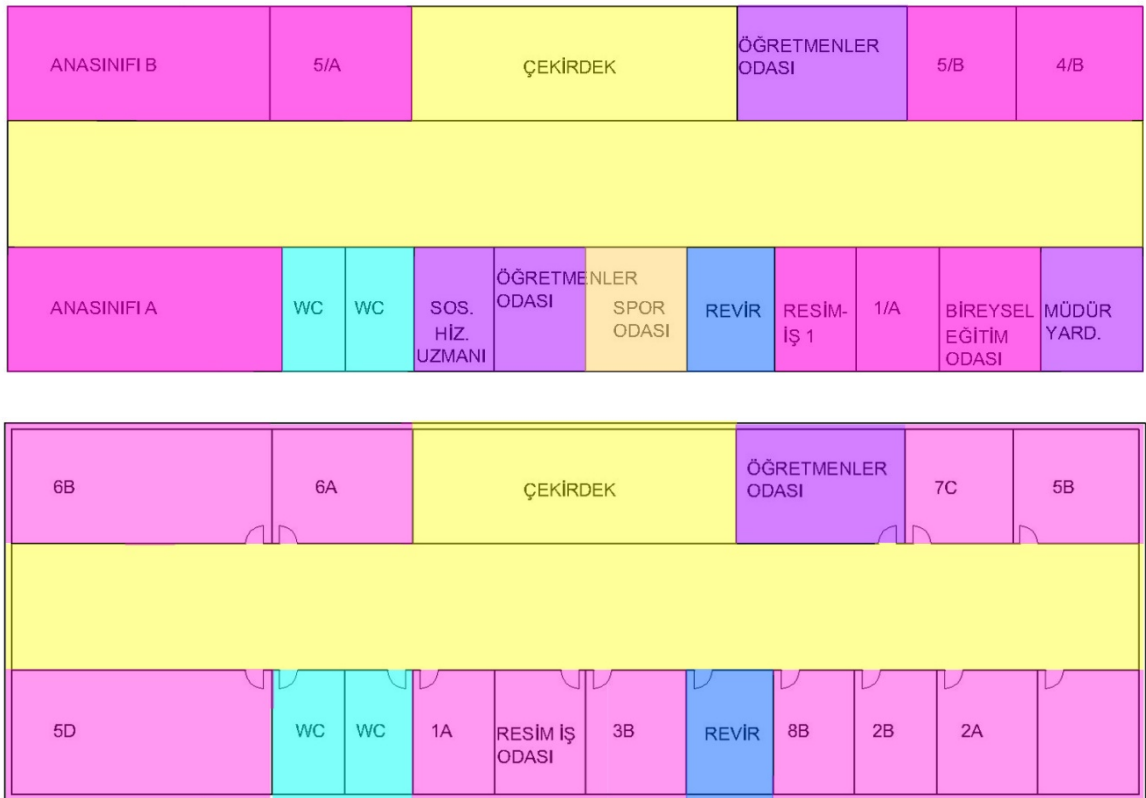 ANASINIFI B
5/A
ÇEKİRDEK
ÖĞRETMENLER
ODASI
5/B
4/B
ANASINIFI A
WC
WC
SOS.
HİZ.
UZMANI
ÖĞRETMENLER
ODASI
SPOR
ODASI
REVİR
RESİM-
İŞ 1
1/A
BİREYSEL
EĞİTİM
ODASI
MÜDÜR
YARD.
6B
6A
ÇEKİRDEK
ÖĞRETMENLER
ODASI
7C
5B
5D
WC
WC
1A
RESİM İŞ
ODASI
3B
REVİR
8B
2B
2A